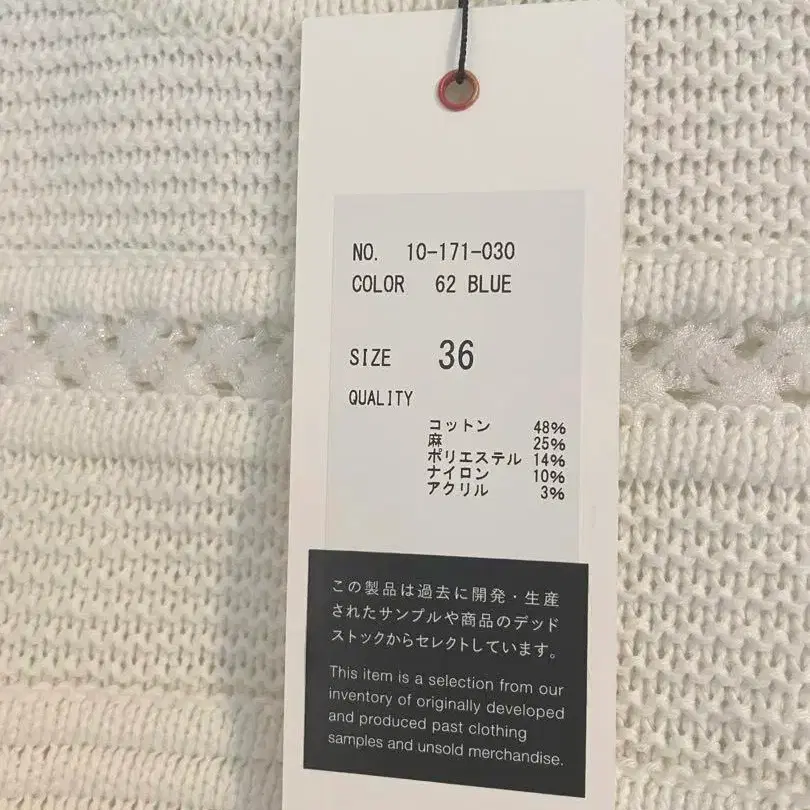 NO. 10-171-030
COLOR 62 BLUE
SIZE 36
QUALITY
コットン 48%
麻 25%
ポリエステル 14%
ナイロン 10%
アクリル 3%
この製品は過去に開発・生産
されたサンプルや商品のデッド
ストックからセレクトしています。
This item is a selection from our
inventory of originally developed
and produced past clothing
samples and unsold merchandise.